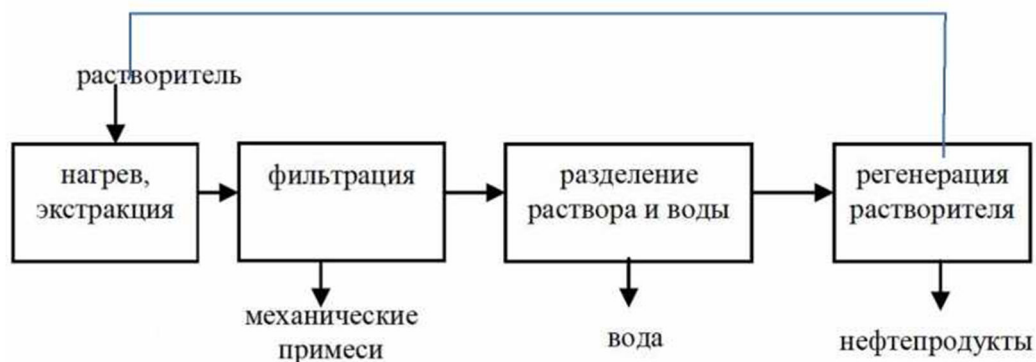 растворитель
нагрев,
экстракция
фильтрация
разделение
раствора и воды
регенерация
растворителя
механические
примеси
вода
нефтепродукты